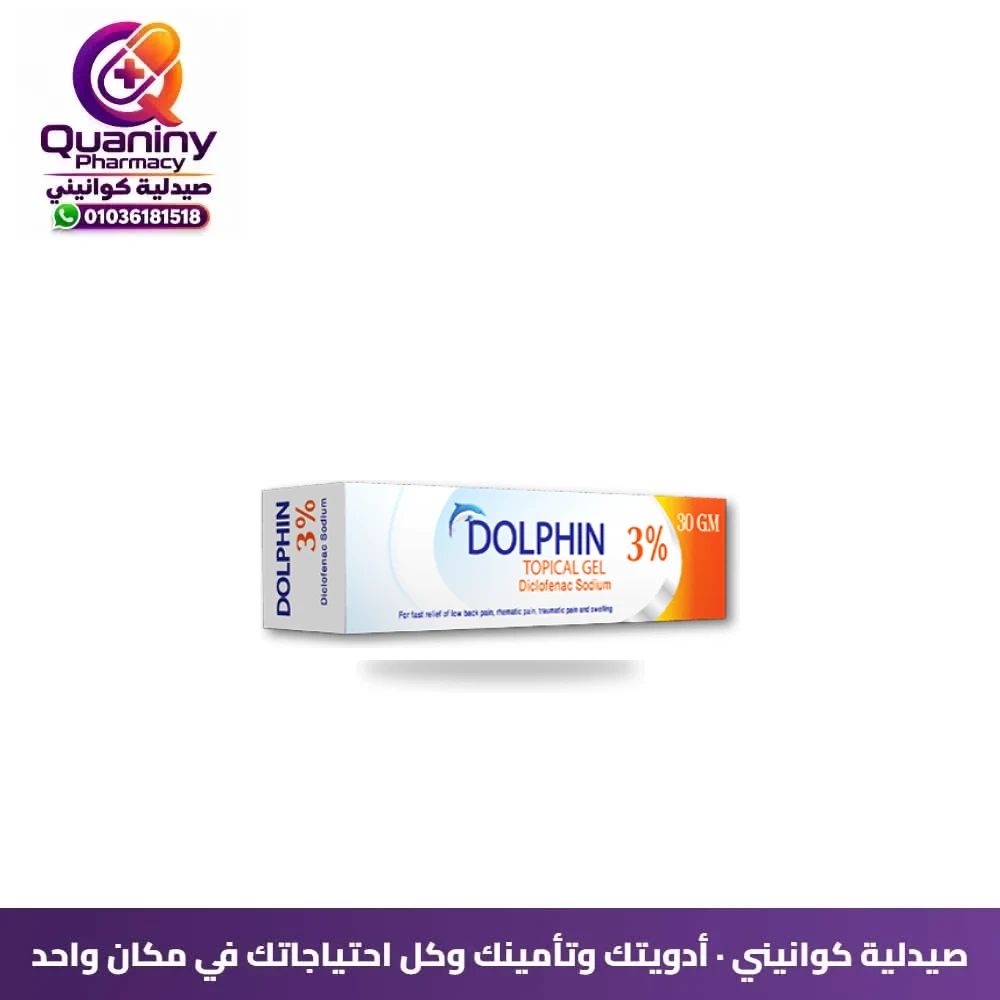 Quaniny
Pharmacy
صيدلية كوانيني
01036181518
DOLPHIN
3%
Diclofenac Sodium
DOLPHIN
TOPICAL GEL
Diclofenac Sodium
3%
30 GM
For fast relief of low back pain, rhematic pain, traumatic pain and swelling
صيدلية كوانيني · أدويتك وتأمينك وكل احتياجاتك في مكان واحد